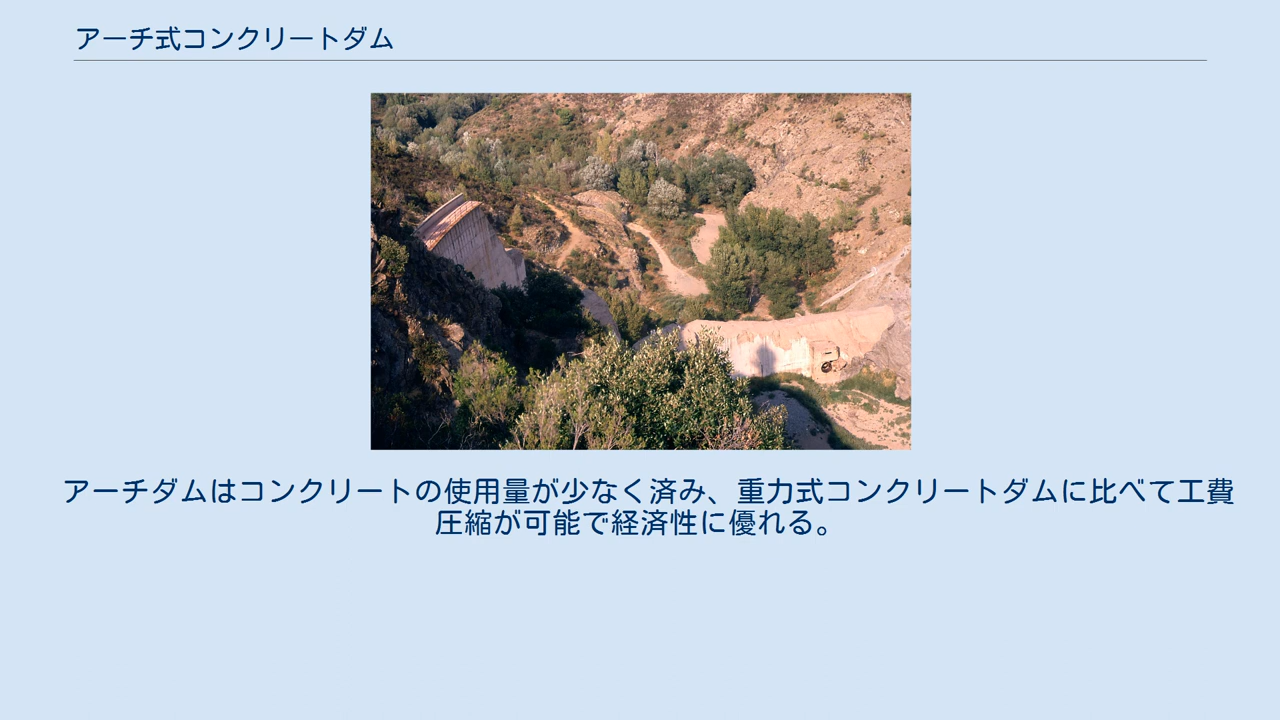 アーチ式コンクリートダム
アーチダムはコンクリートの使用量が少なく済み、重力式コンクリートダムに比べて工費
圧縮が可能で経済性に優れる。